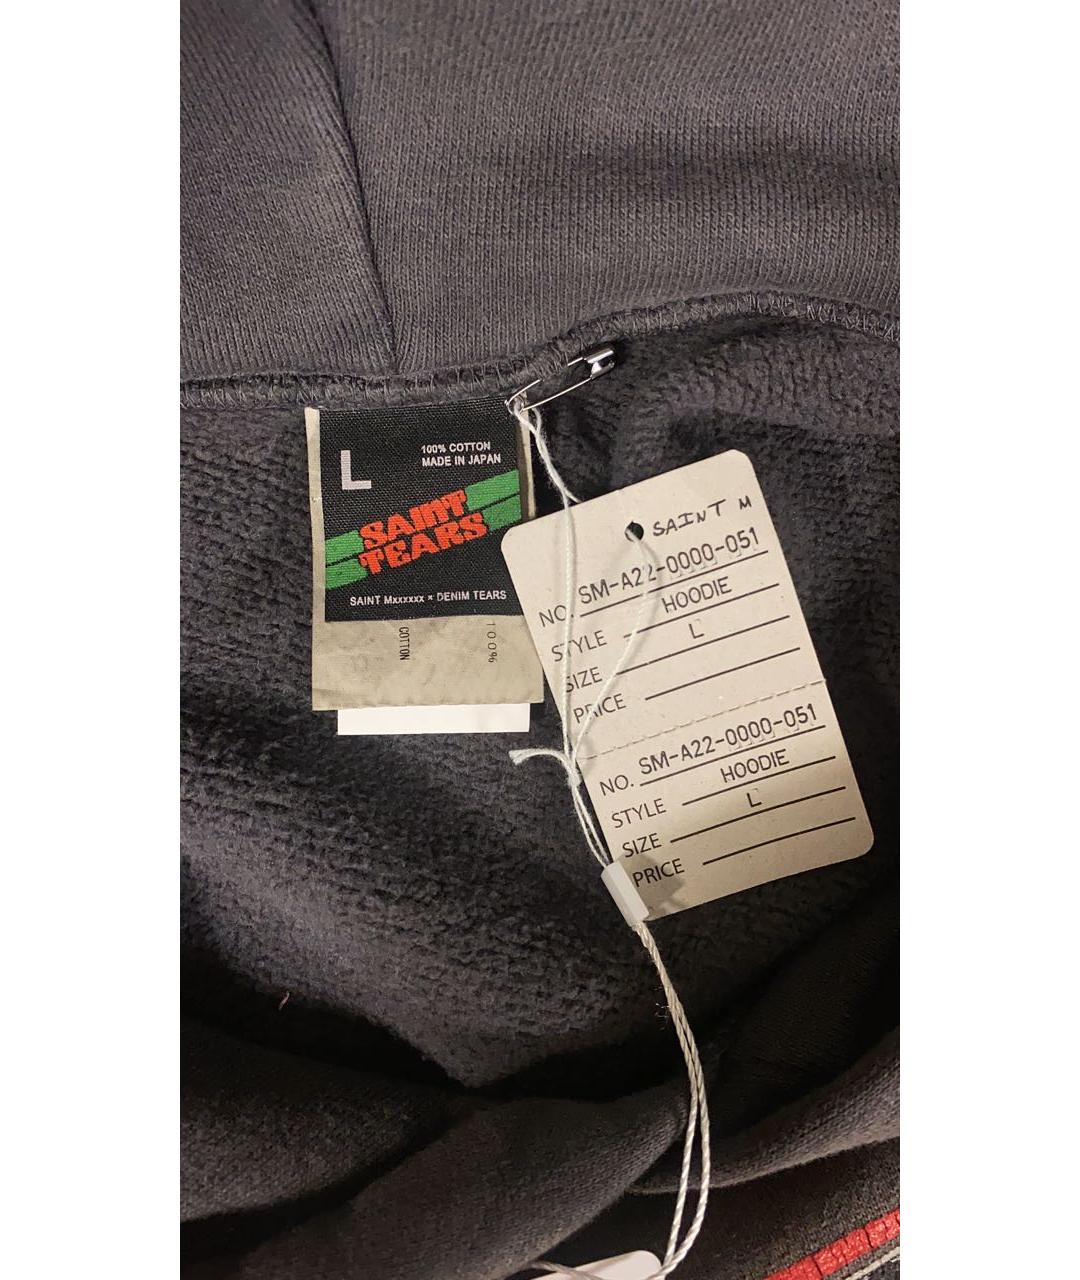 L
100% COTTON
MADE IN JAPAN
SAINT
TEARS
SAINT Mxxxxxx × DENIM TEARS
COTTON
100%
SAINT M
NO. SM-A22-0000-051
STYLE HOODIE
SIZE L
PRICE
NO. SM-A22-0000-051
STYLE HOODIE
SIZE L
PRICE